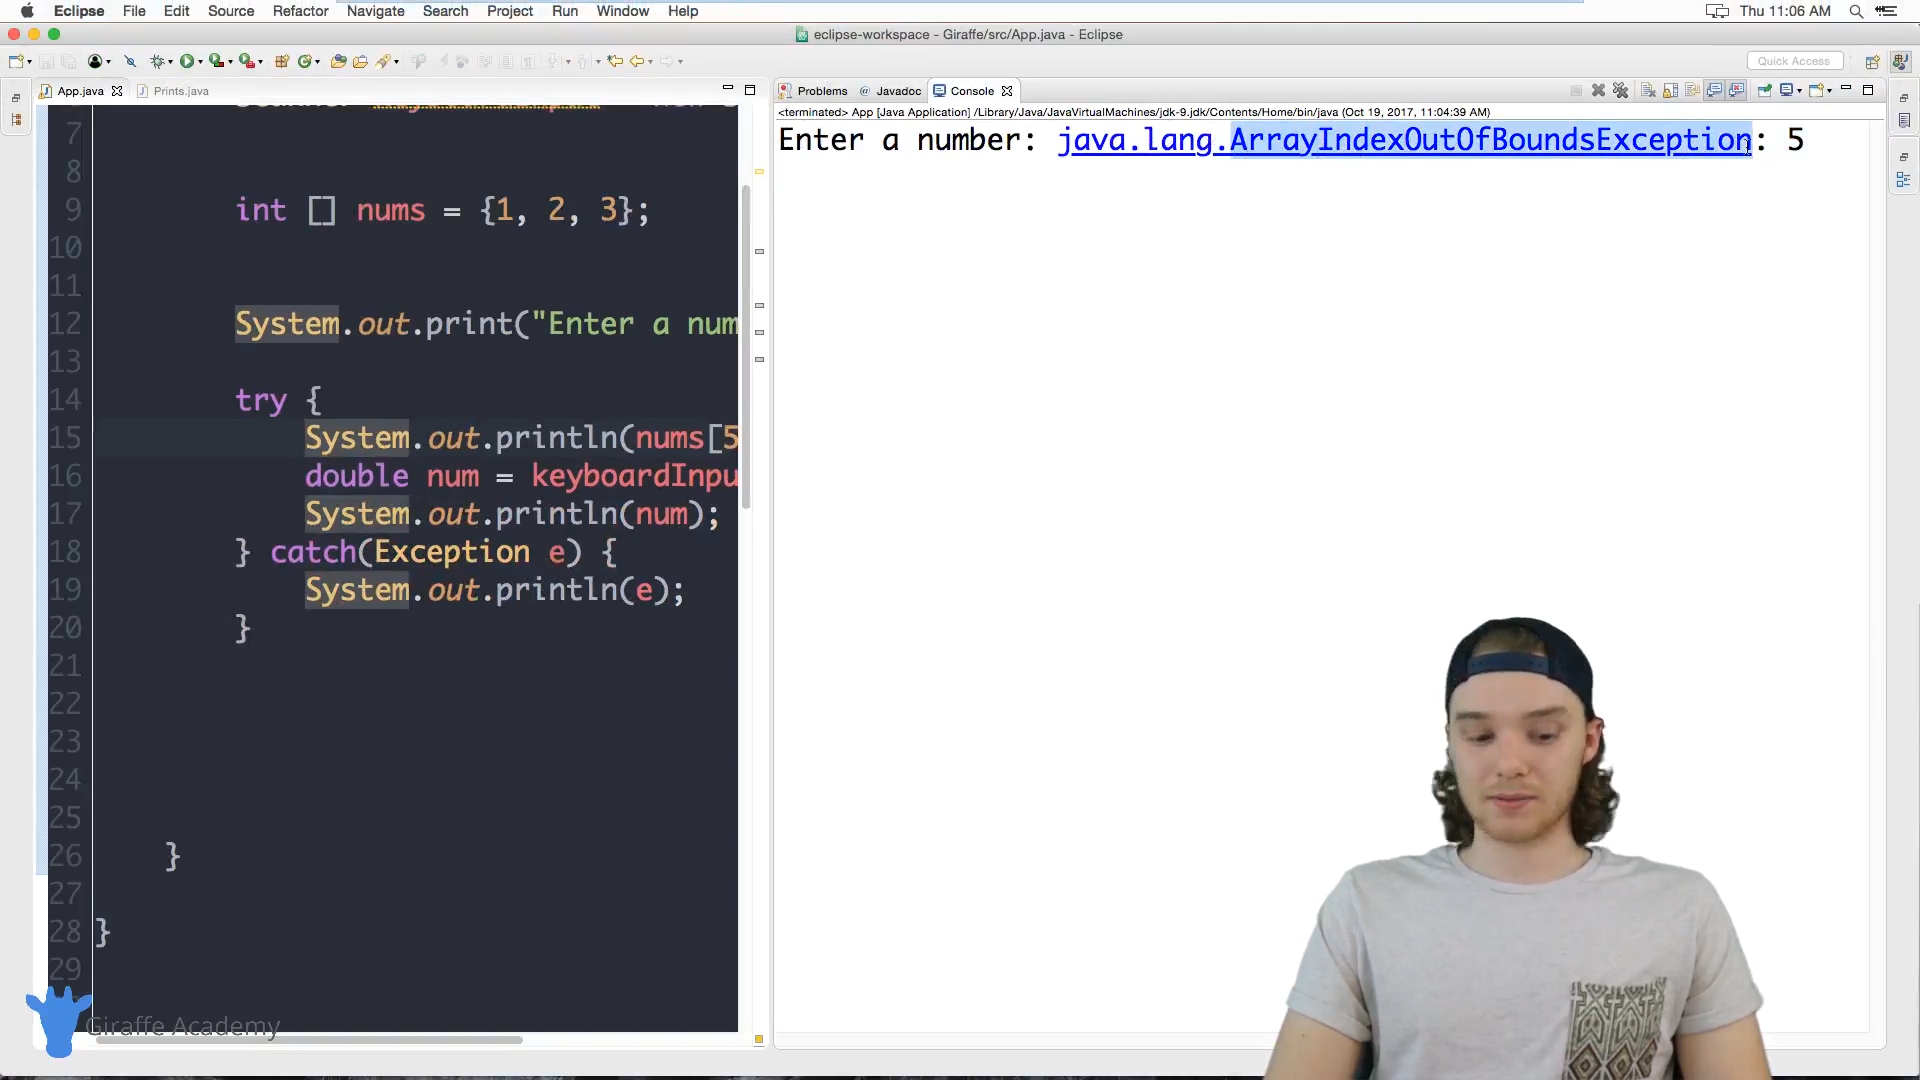 Eclipse File Edit Source Refactor Navigate Search Project Run Window Help Thu 11:06 AM
eclipse-workspace - Giraffe/src/App.java - Eclipse
Quick Access
App.java Prints.java
Problems Javadoc Console
<terminated> App [Java Application] /Library/Java/JavaVirtualMachines/jdk-9.jdk/Contents/Home/bin/java (Oct 19, 2017, 11:04:39 AM)
Enter a number: java.lang.ArrayIndexOutOfBoundsException: 5
7
8
9 int [] nums = {1, 2, 3};
10
11
12 System.out.print("Enter a num
13
14 try {
15 System.out.println(nums[5
16 double num = keyboardInpu
17 System.out.println(num);
18 } catch(Exception e) {
19 System.out.println(e);
20 }
21
22
23
24
25
26 }
27
28 }
29
Giraffe Academy